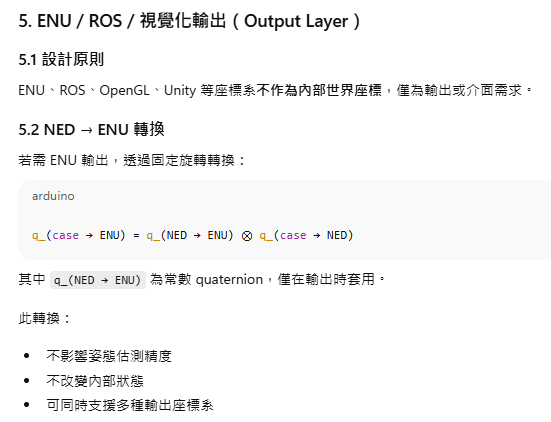 5. ENU / ROS / 視覺化輸出（Output Layer）
5.1 設計原則
ENU、ROS、OpenGL、Unity 等座標系不作為內部世界座標，僅為輸出或介面需求。
5.2 NED → ENU 轉換
若需 ENU 輸出，透過固定旋轉轉換：
arduino
q_(case → ENU) = q_(NED → ENU) ⊗ q_(case → NED)
其中 q_(NED → ENU) 為常數 quaternion，僅在輸出時套用。
此轉換：
• 不影響姿態估測精度
• 不改變內部狀態
• 可同時支援多種輸出座標系